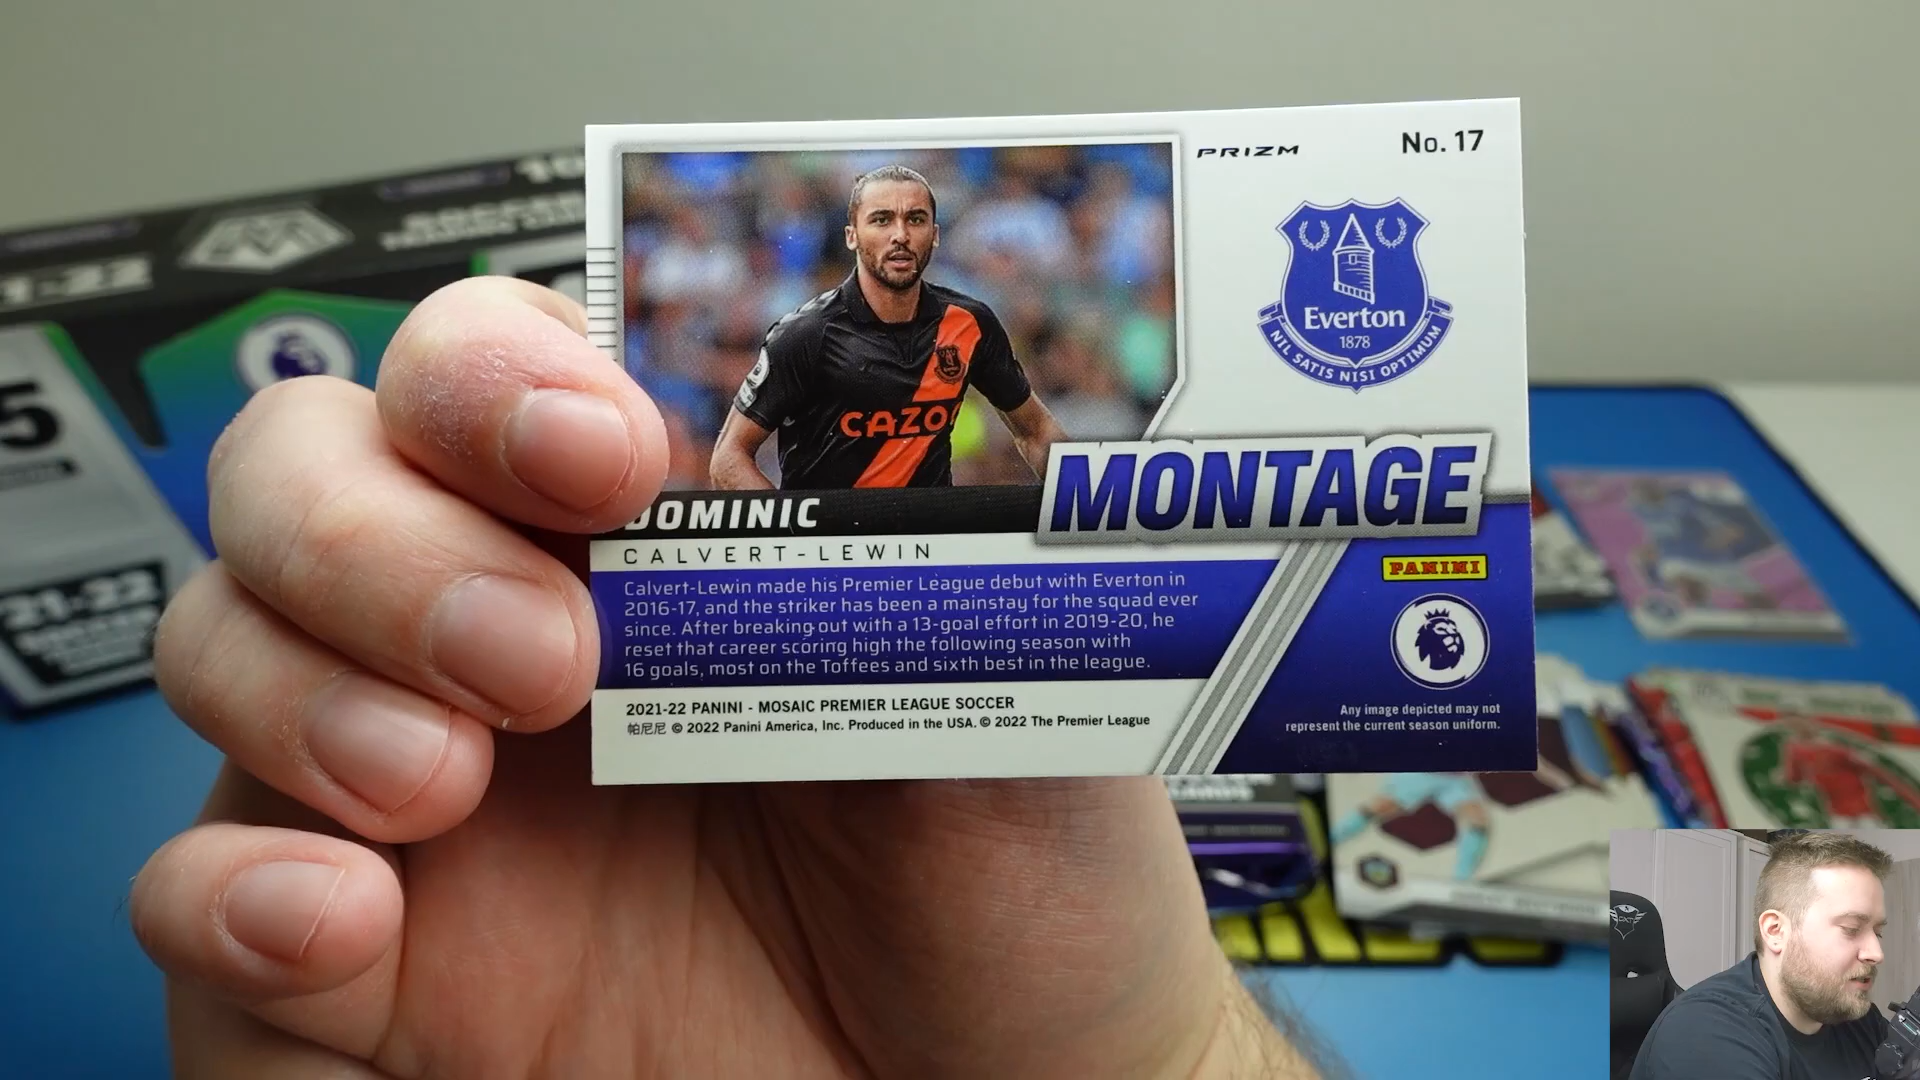 PRIZM
No. 17
Everton
1878
NIL SATIS NISI OPTIMUM
CAZOO
MONTAGE
DOMINIC
CALVERT-LEWIN
Calvert-Lewin made his Premier League debut with Everton in
2016-17, and the striker has been a mainstay for the squad ever
since. After breaking out with a 13-goal effort in 2019-20, he
reset that career scoring high the following season with
16 goals, most on the Toffees and sixth best in the league.
2021-22 PANINI - MOSAIC PREMIER LEAGUE SOCCER
帕尼尼 © 2022 Panini America, Inc. Produced in the USA. © 2022 The Premier League
PANINI
Any image depicted may not
represent the current season uniform.
5
21-22
SOCCER